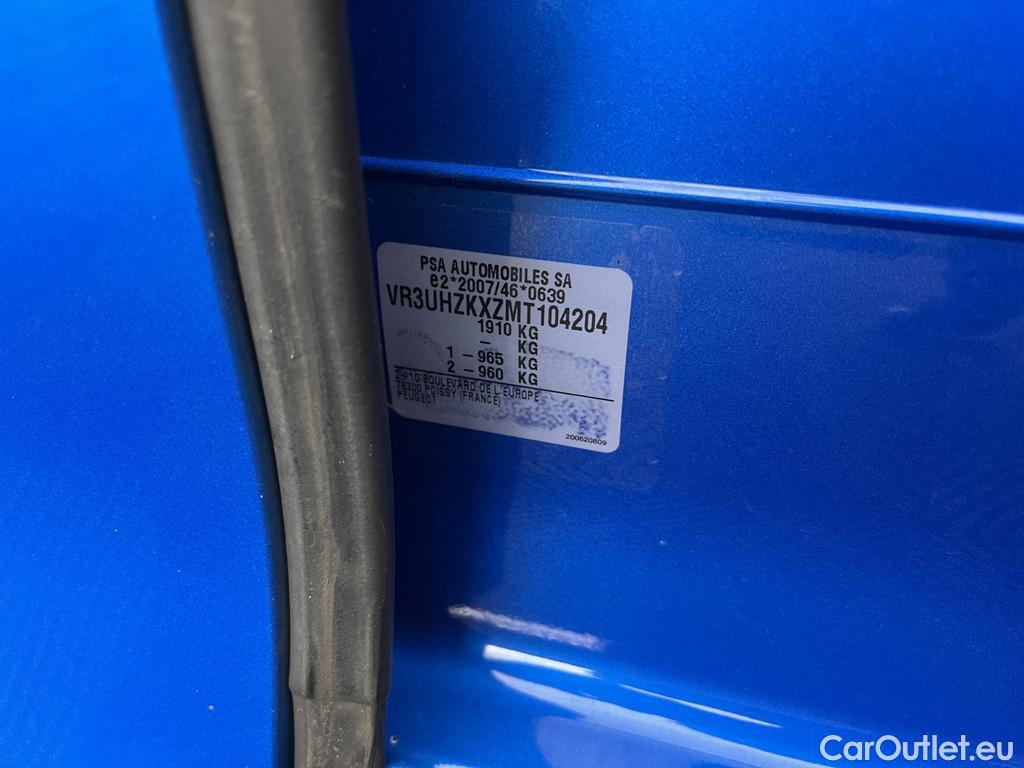 PSA AUTOMOBILES SA
e2*2007/46*0639
VR3UHZKXZMT104204
1910 KG
– KG
1 – 965 KG
2 – 960 KG
2-10 BOULEVARD DE L'EUROPE
78300 POISSY (FRANCE)
PEUGEOT
200620809
CarOutlet.eu